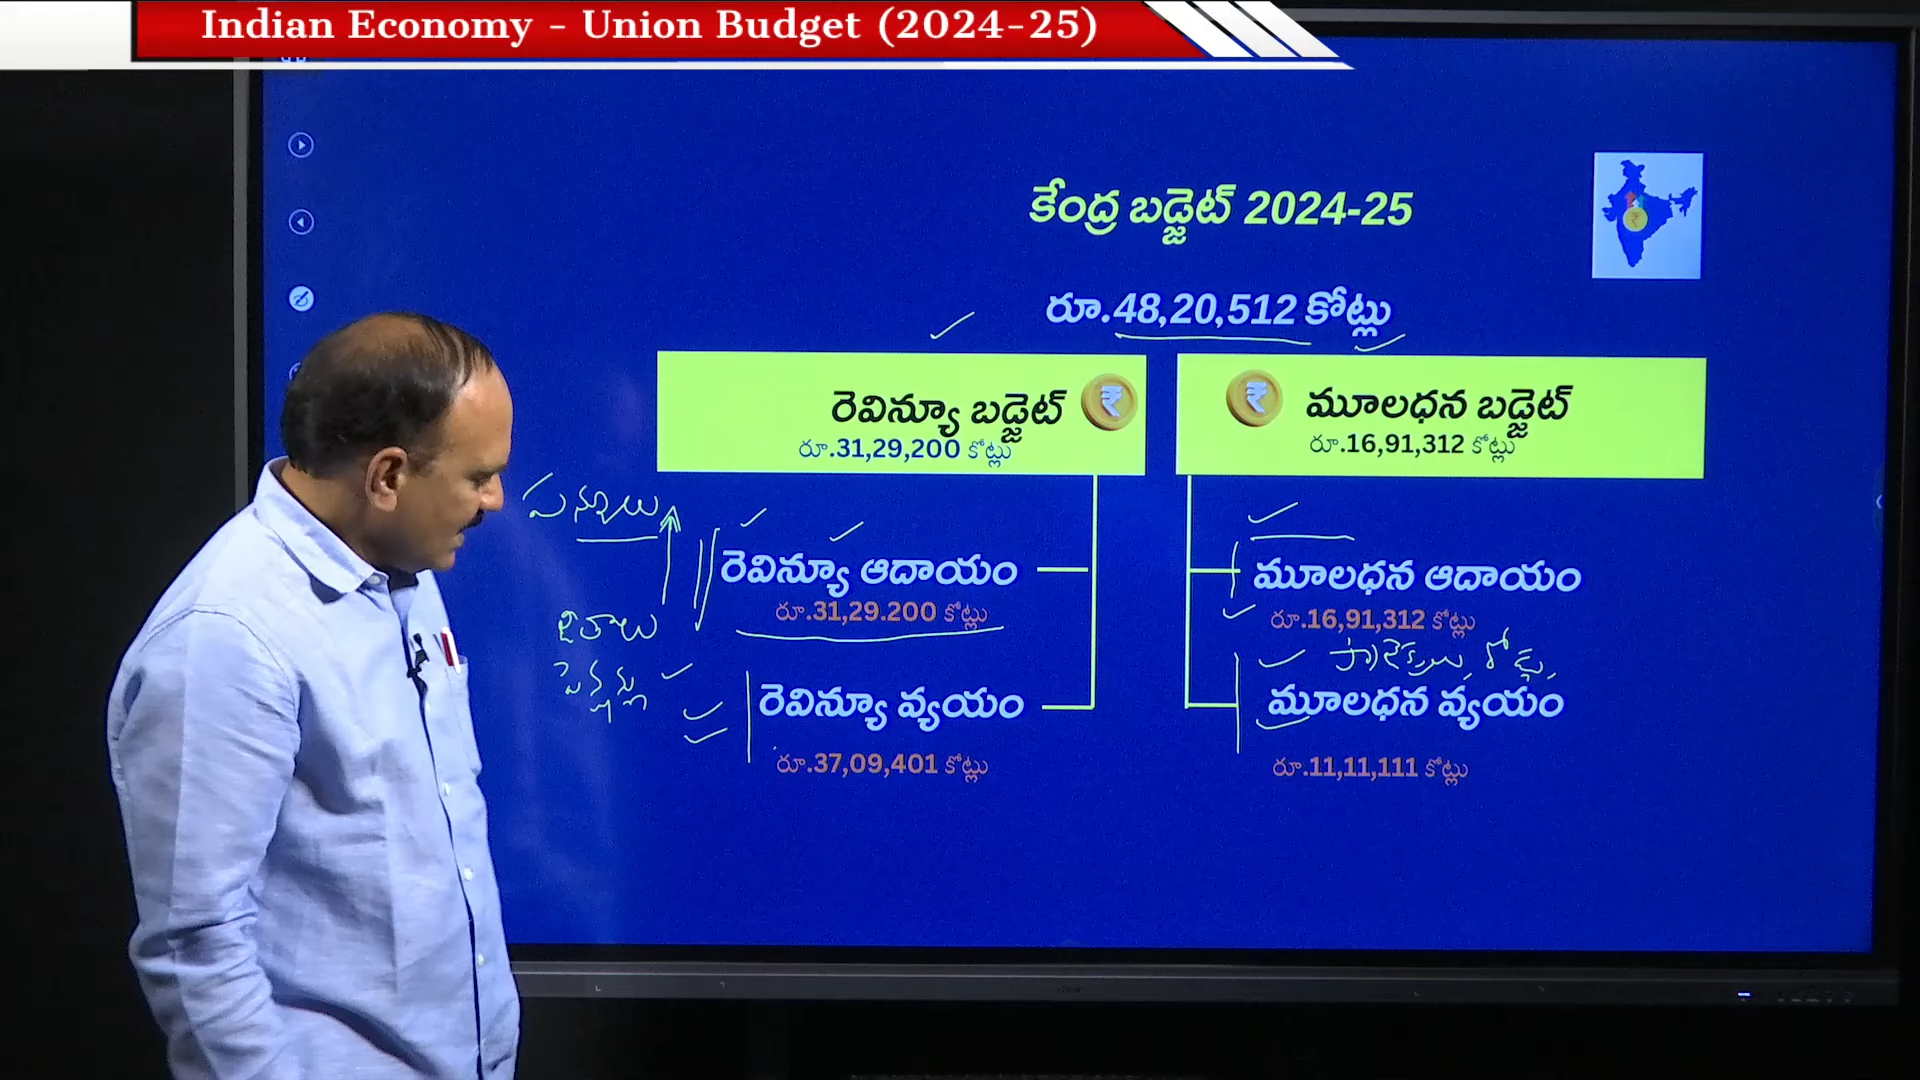 Indian Economy - Union Budget (2024-25)
కేంద్ర బడ్జెట్ 2024-25
రూ.48,20,512 కోట్లు
రెవిన్యూ బడ్జెట్
రూ.31,29,200 కోట్లు
మూలధన బడ్జెట్
రూ.16,91,312 కోట్లు
పన్నులు
రెవిన్యూ ఆదాయం
రూ.31,29.200 కోట్లు
మూలధన ఆదాయం
రూ.16,91,312 కోట్లు
జీతాలు
పెన్షన్లు
రెవిన్యూ వ్యయం
రూ.37,09,401 కోట్లు
మూలధన వ్యయం
రూ.11,11,111 కోట్లు